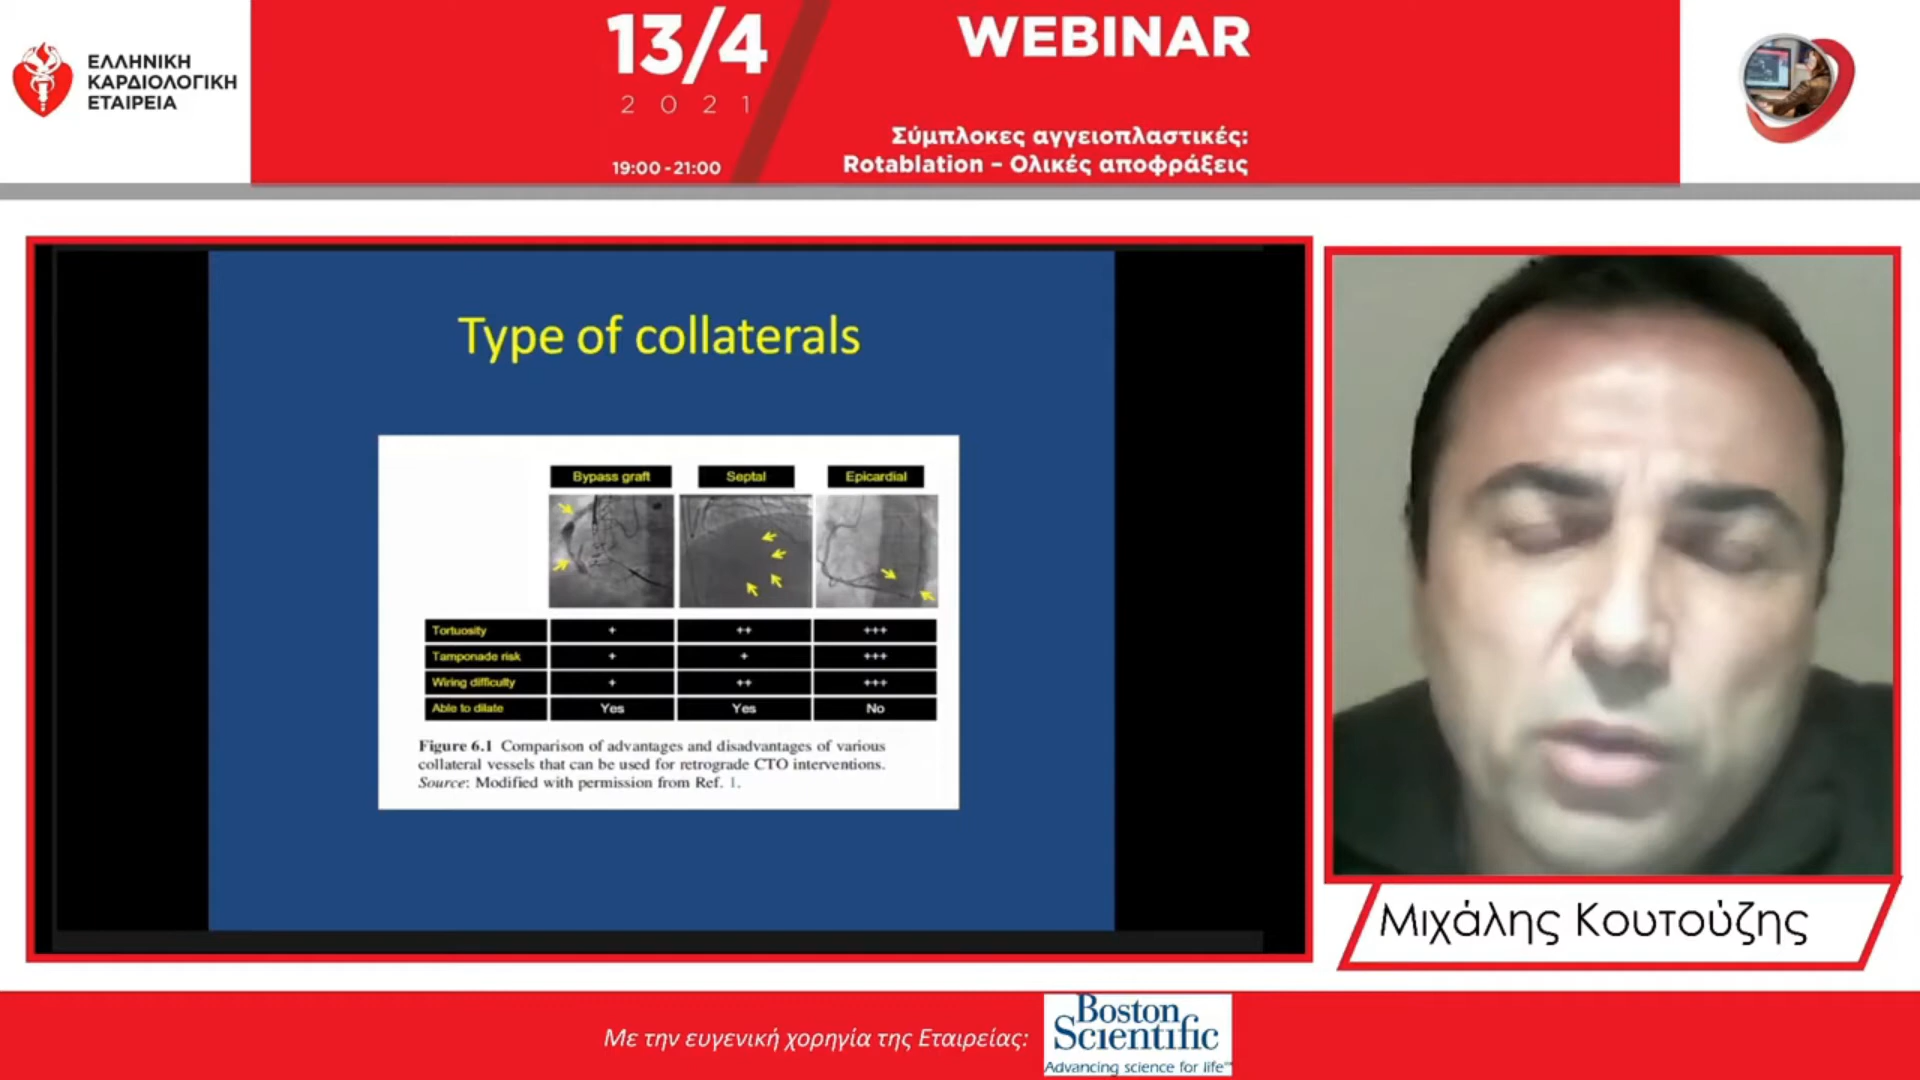 ΕΛΛΗΝΙΚΗ
ΚΑΡΔΙΟΛΟΓΙΚΗ
ΕΤΑΙΡΕΙΑ
13/4
2021
19:00-21:00
WEBINAR
Σύμπλοκες αγγειοπλαστικές:
Rotablation – Ολικές αποφράξεις
Type of collaterals
Bypass graft Septal Epicardial
Tortuosity + ++ +++
Tamponade risk + + +++
Wiring difficulty + ++ +++
Able to dilate Yes Yes No
Figure 6.1 Comparison of advantages and disadvantages of various
collateral vessels that can be used for retrograde CTO interventions.
Source: Modified with permission from Ref. 1.
Μιχάλης Κουτούζης
Με την ευγενική χορηγία της Εταιρείας:
Boston
Scientific
Advancing science for life™